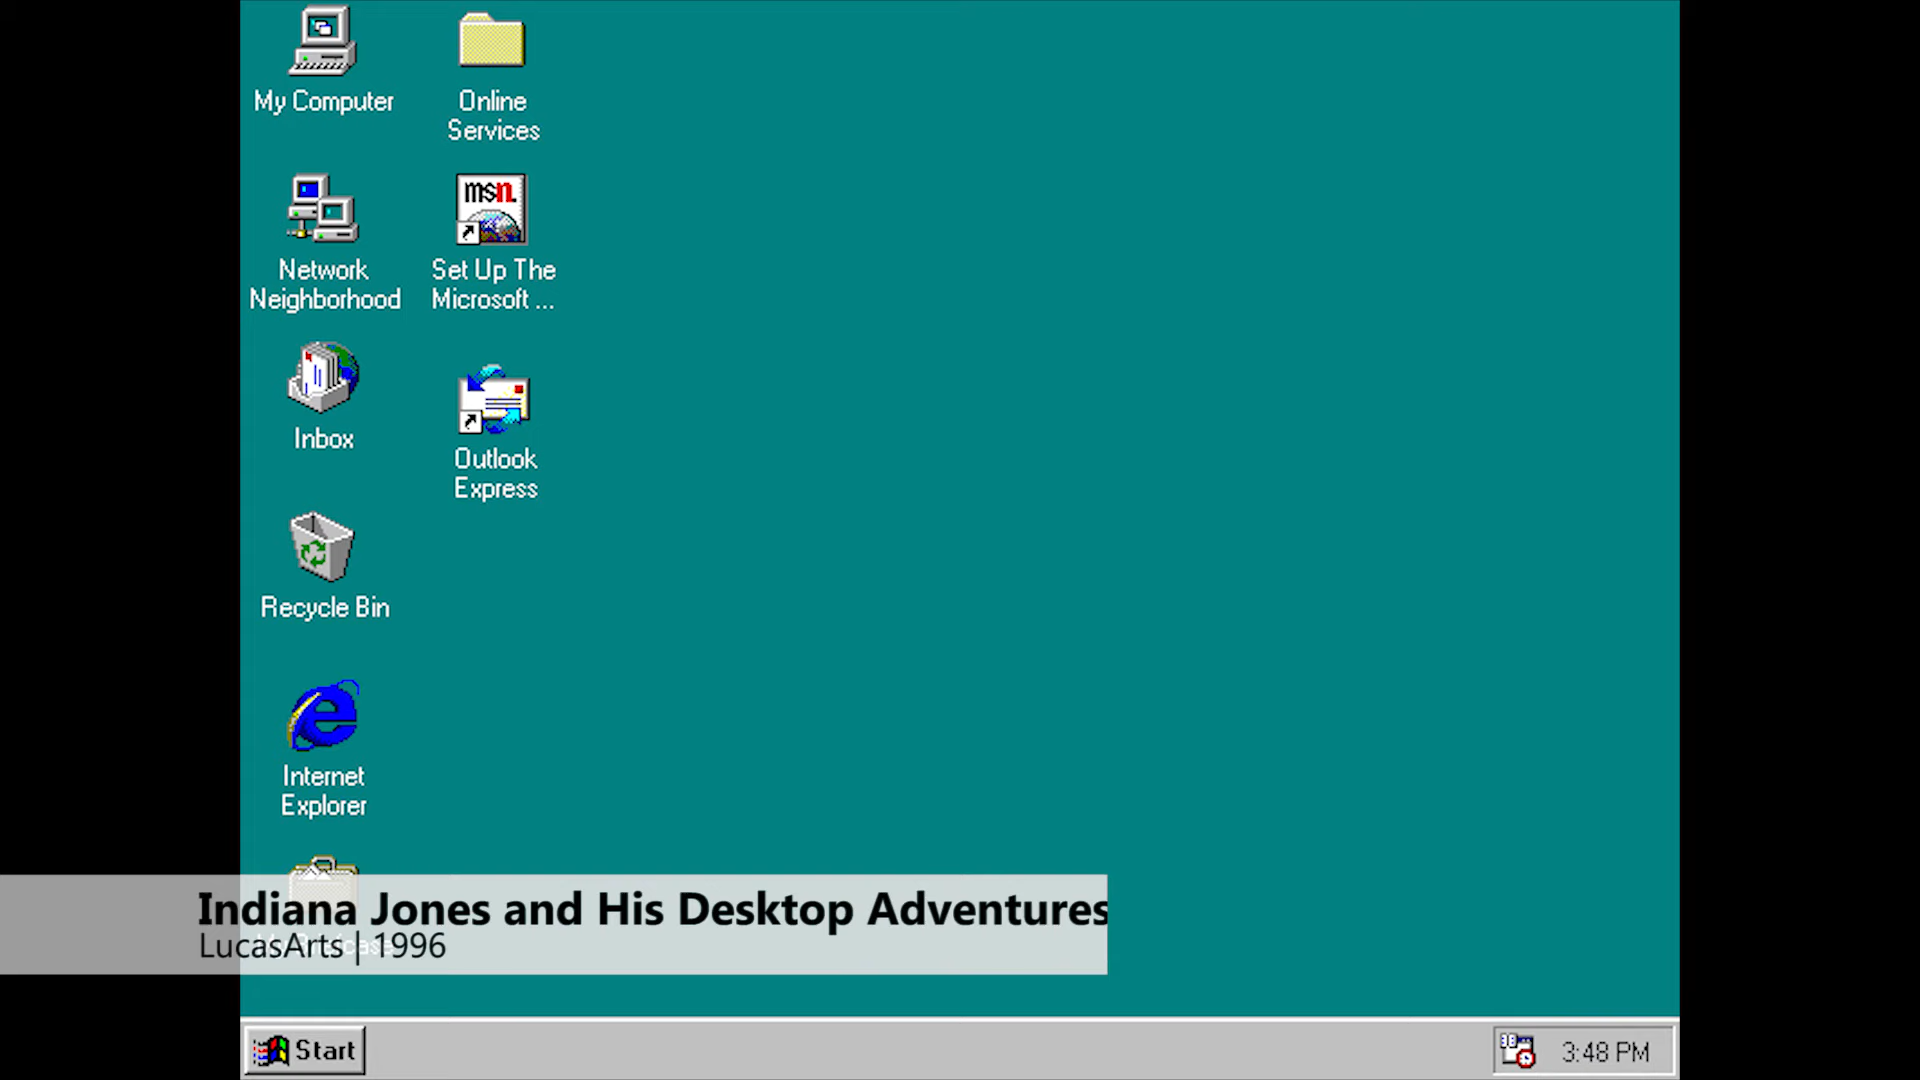 My Computer
Online
Services
msn.
Network
Neighborhood
Set Up The
Microsoft ...
Inbox
Outlook
Express
Recycle Bin
Internet
Explorer
Indiana Jones and His Desktop Adventures
LucasArts | 1996
Start
3:48 PM